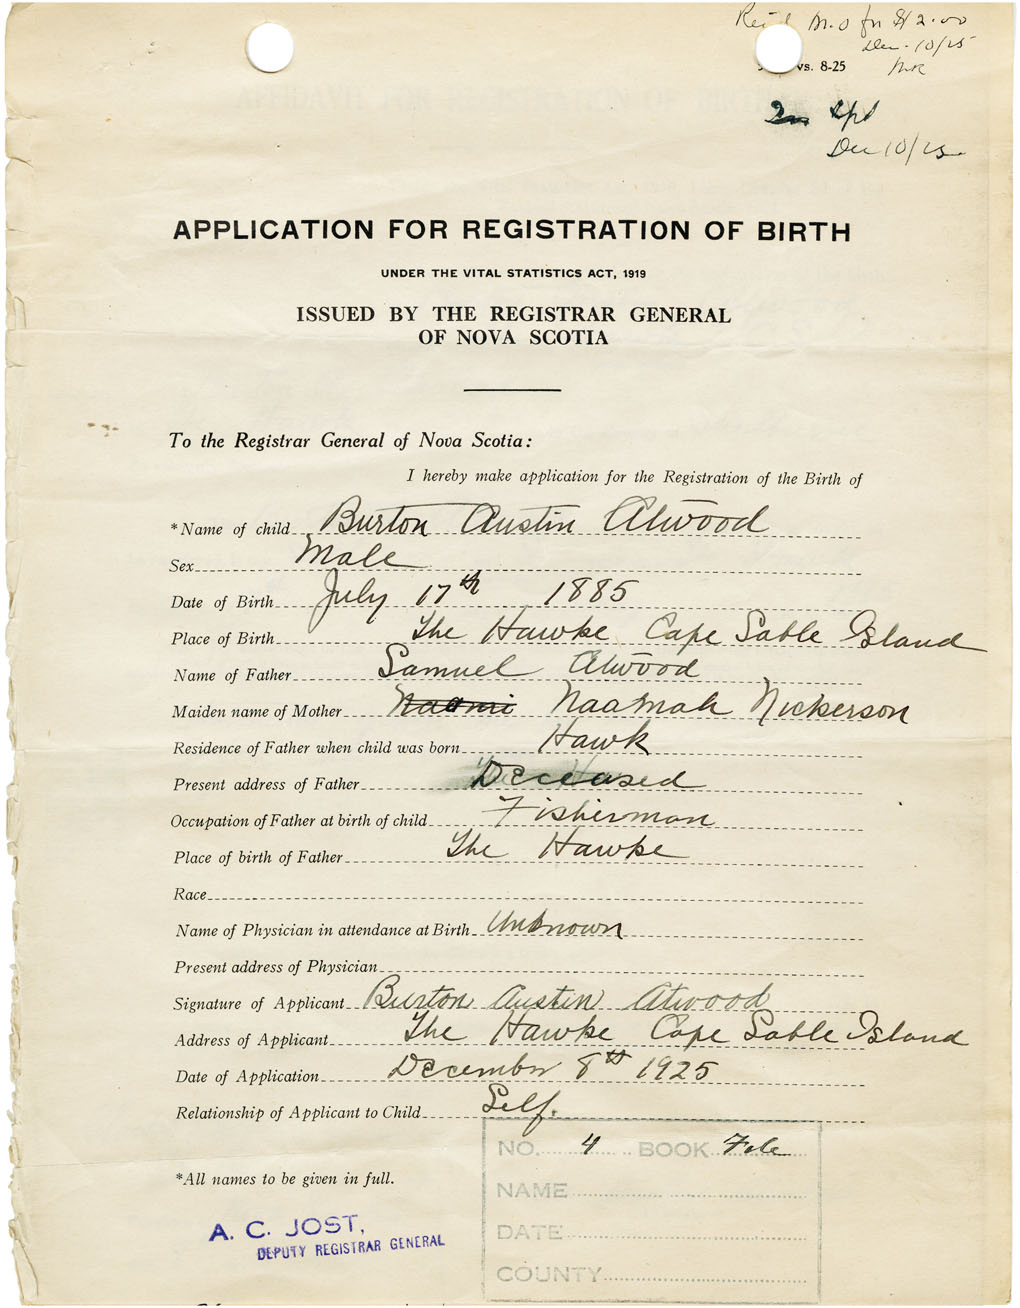 M.O for $2.00
Dec. 10/25
vs. 8-25
Dec 10/25
APPLICATION FOR REGISTRATION OF BIRTH
UNDER THE VITAL STATISTICS ACT, 1919
ISSUED BY THE REGISTRAR GENERAL
OF NOVA SCOTIA
To the Registrar General of Nova Scotia:
I hereby make application for the Registration of the Birth of
*Name of child Burton Austin Atwood
Sex Male
Date of Birth July 17th 1885
Place of Birth The Hawke Cape Sable Island
Name of Father Samuel Atwood
Maiden name of Mother Naomi Naamah Nickerson
Residence of Father when child was born Hawk
Present address of Father Deceased
Occupation of Father at birth of child Fisherman
Place of birth of Father The Hawke
Race
Name of Physician in attendance at Birth Unknown
Present address of Physician
Signature of Applicant Burton Austin Atwood
Address of Applicant The Hawke Cape Sable Island
Date of Application December 8th 1925
Relationship of Applicant to Child Self.
NO. 4 BOOK File
*All names to be given in full.
NAME
A. C. JOST,
DEPUTY REGISTRAR GENERAL
DATE
COUNTY